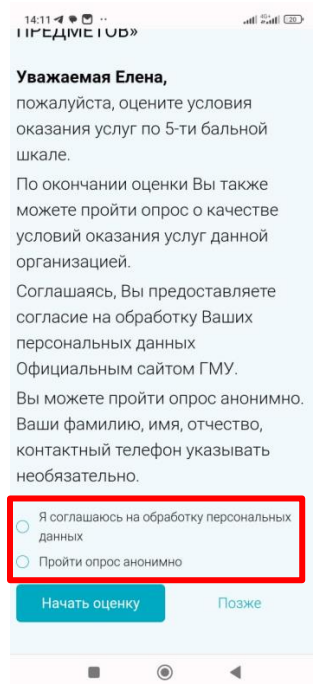 14:11
20
ПРЕДМЕТОВ»
Уважаемая Елена,
пожалуйста, оцените условия
оказания услуг по 5-ти бальной
шкале.
По окончании оценки Вы также
можете пройти опрос о качестве
условий оказания услуг данной
организацией.
Соглашаясь, Вы предоставляете
согласие на обработку Ваших
персональных данных
Официальным сайтом ГМУ.
Вы можете пройти опрос анонимно.
Ваши фамилию, имя, отчество,
контактный телефон указывать
необязательно.
Я соглашаюсь на обработку персональных
данных
Пройти опрос анонимно
Начать оценку Позже